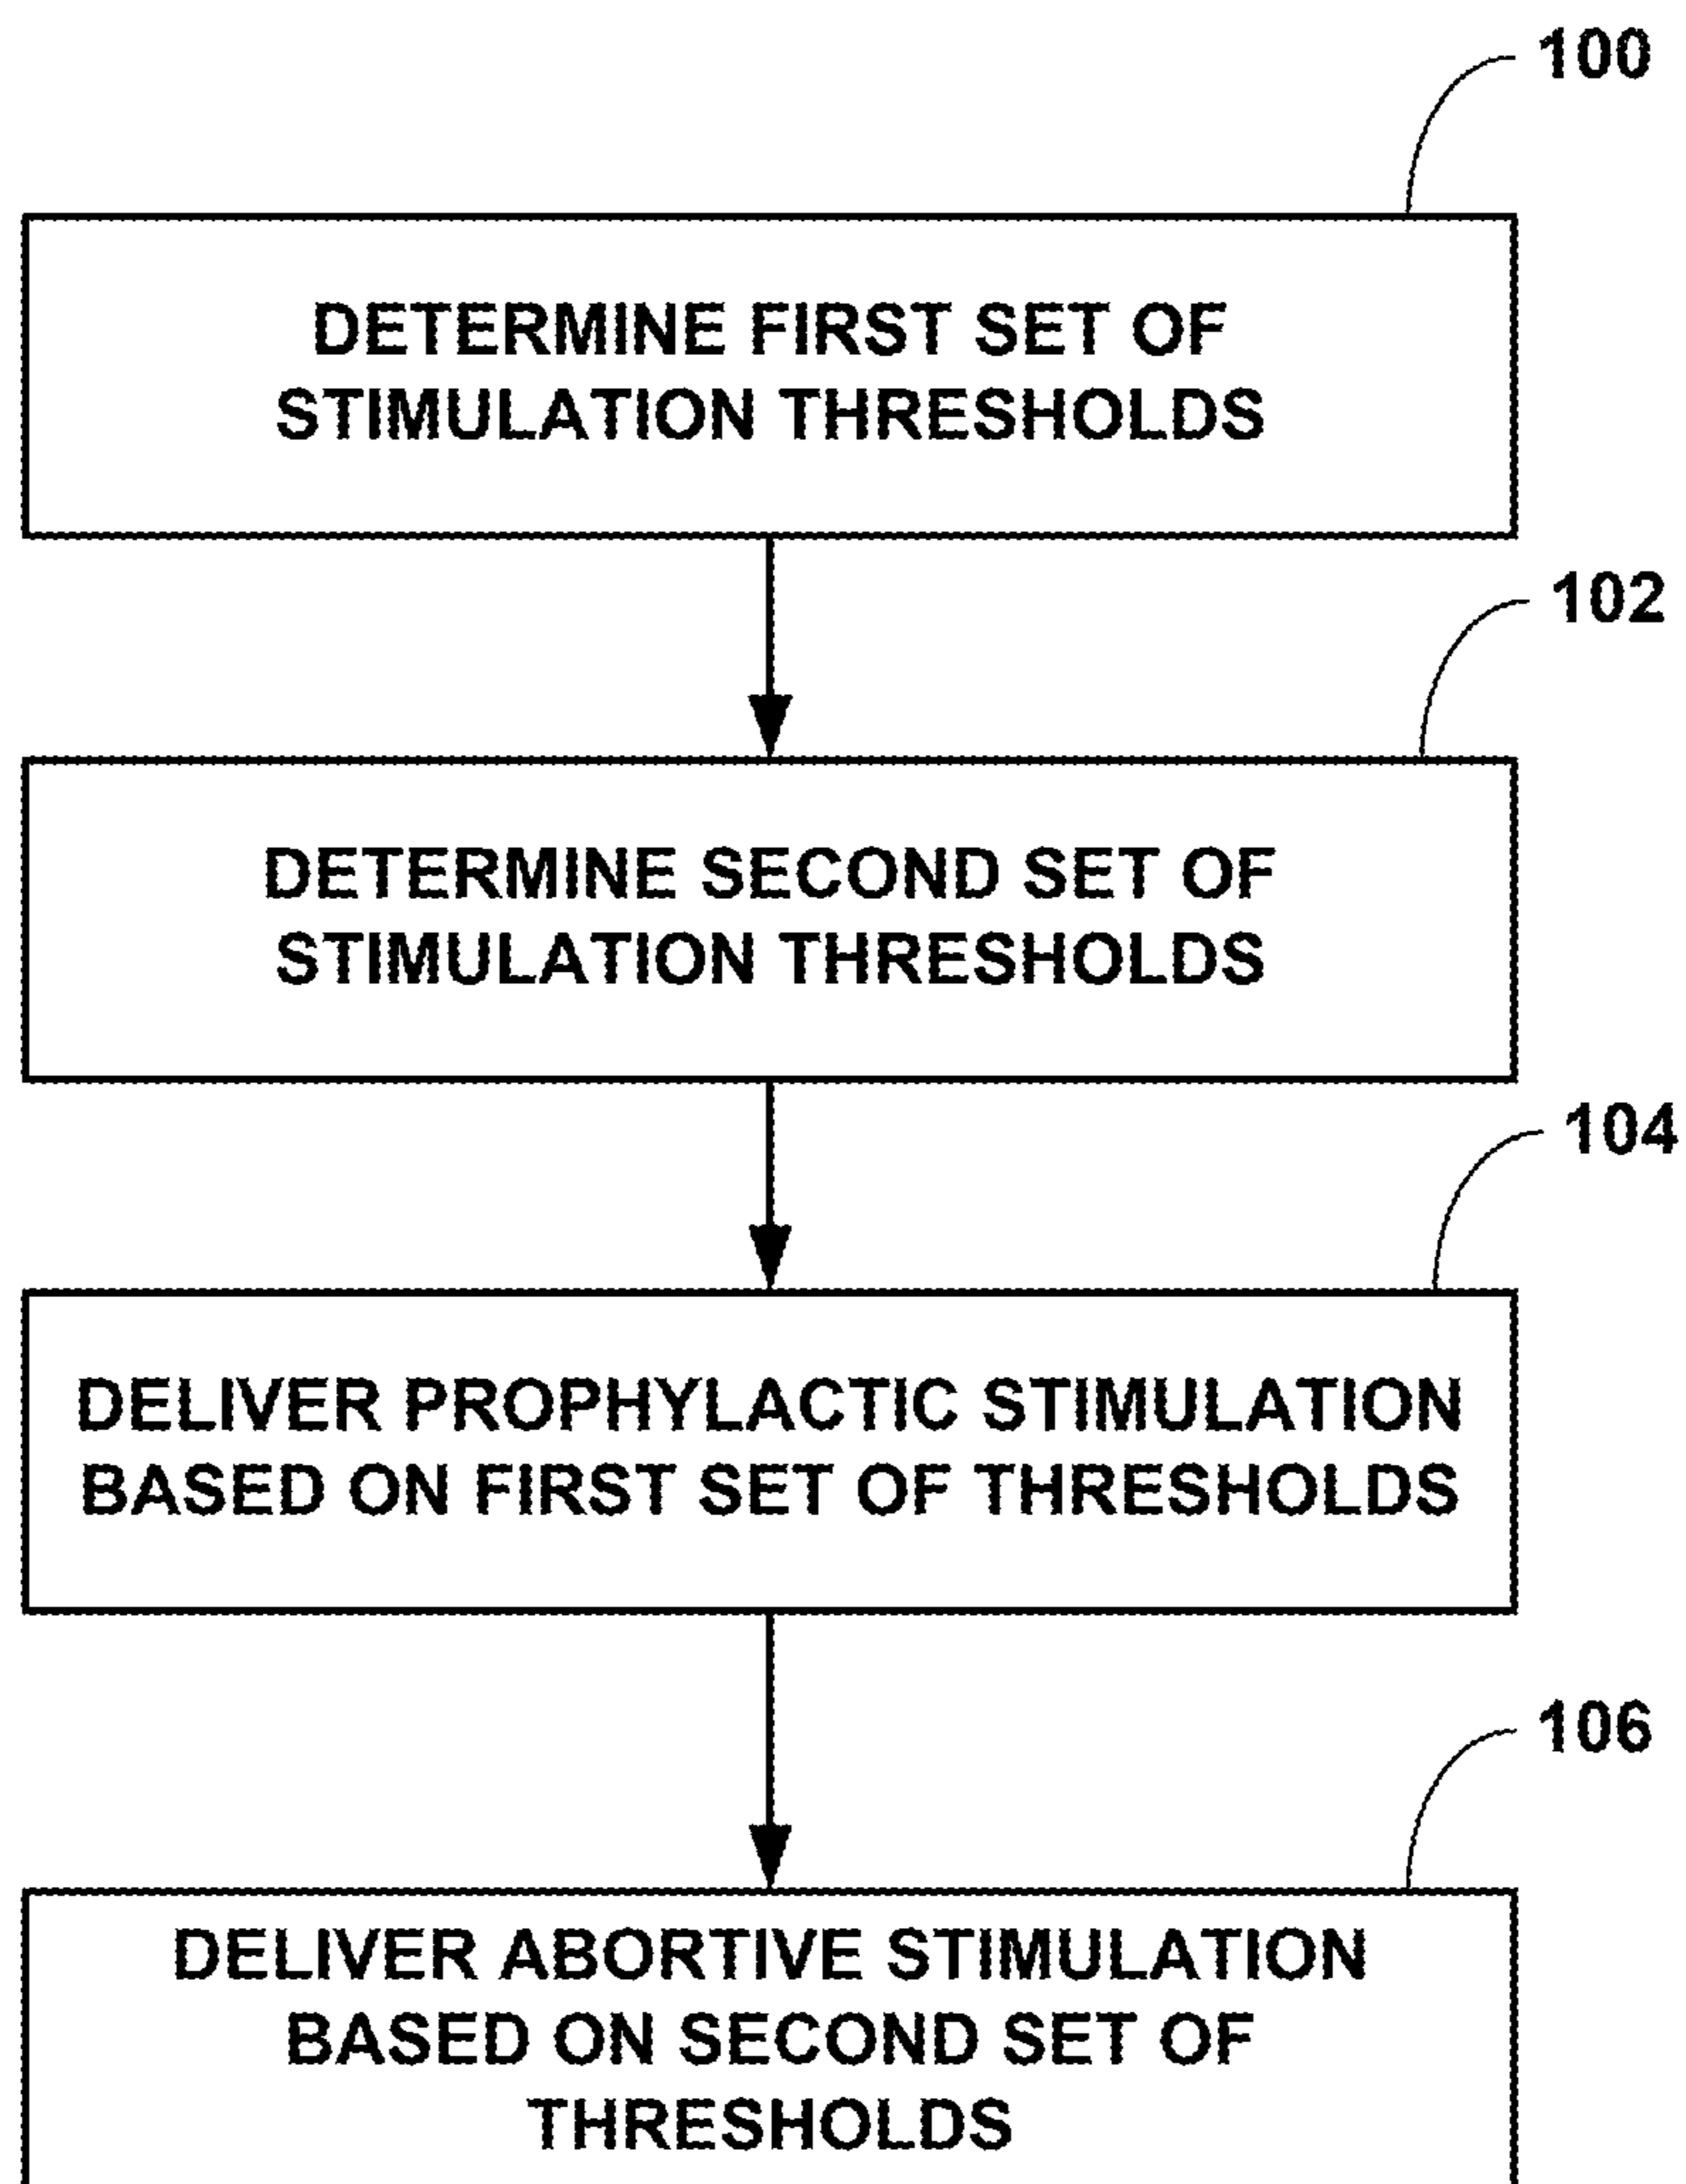 100
DETERMINE FIRST SET OF
STIMULATION THRESHOLDS
102
DETERMINE SECOND SET OF
STIMULATION THRESHOLDS
104
DELIVER PROPHYLACTIC STIMULATION
BASED ON FIRST SET OF THRESHOLDS
106
DELIVER ABORTIVE STIMULATION
BASED ON SECOND SET OF
THRESHOLDS